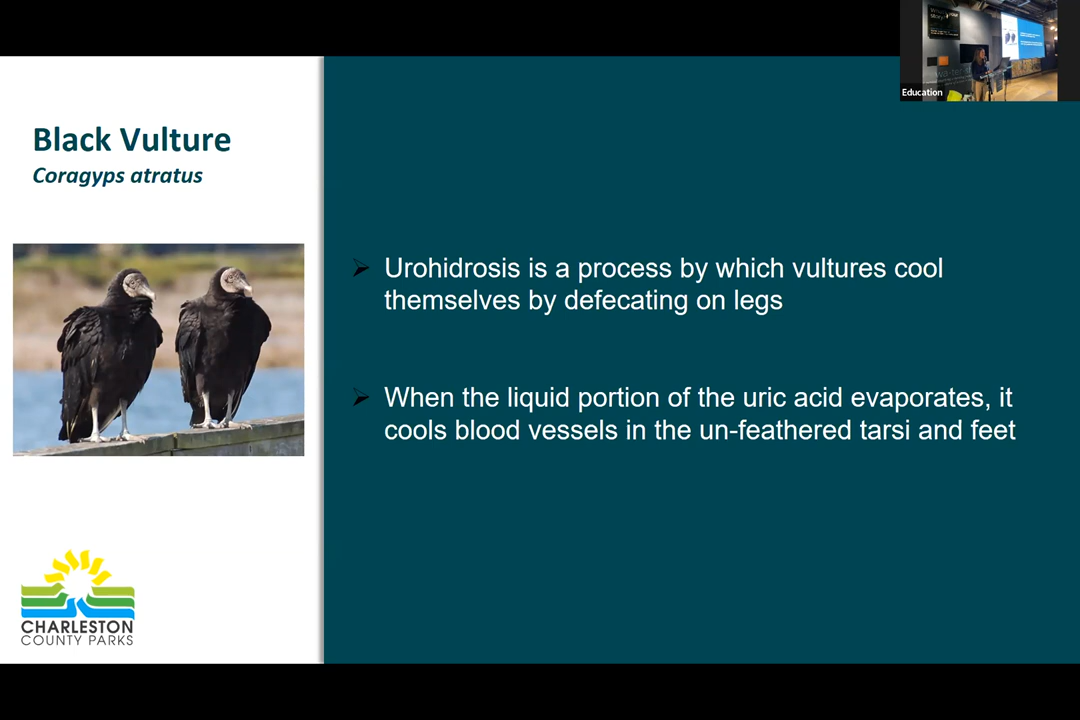 Black Vulture
Coragyps atratus
Urohidrosis is a process by which vultures cool
themselves by defecating on legs
When the liquid portion of the uric acid evaporates, it
cools blood vessels in the un-feathered tarsi and feet
CHARLESTON
COUNTY PARKS
Education